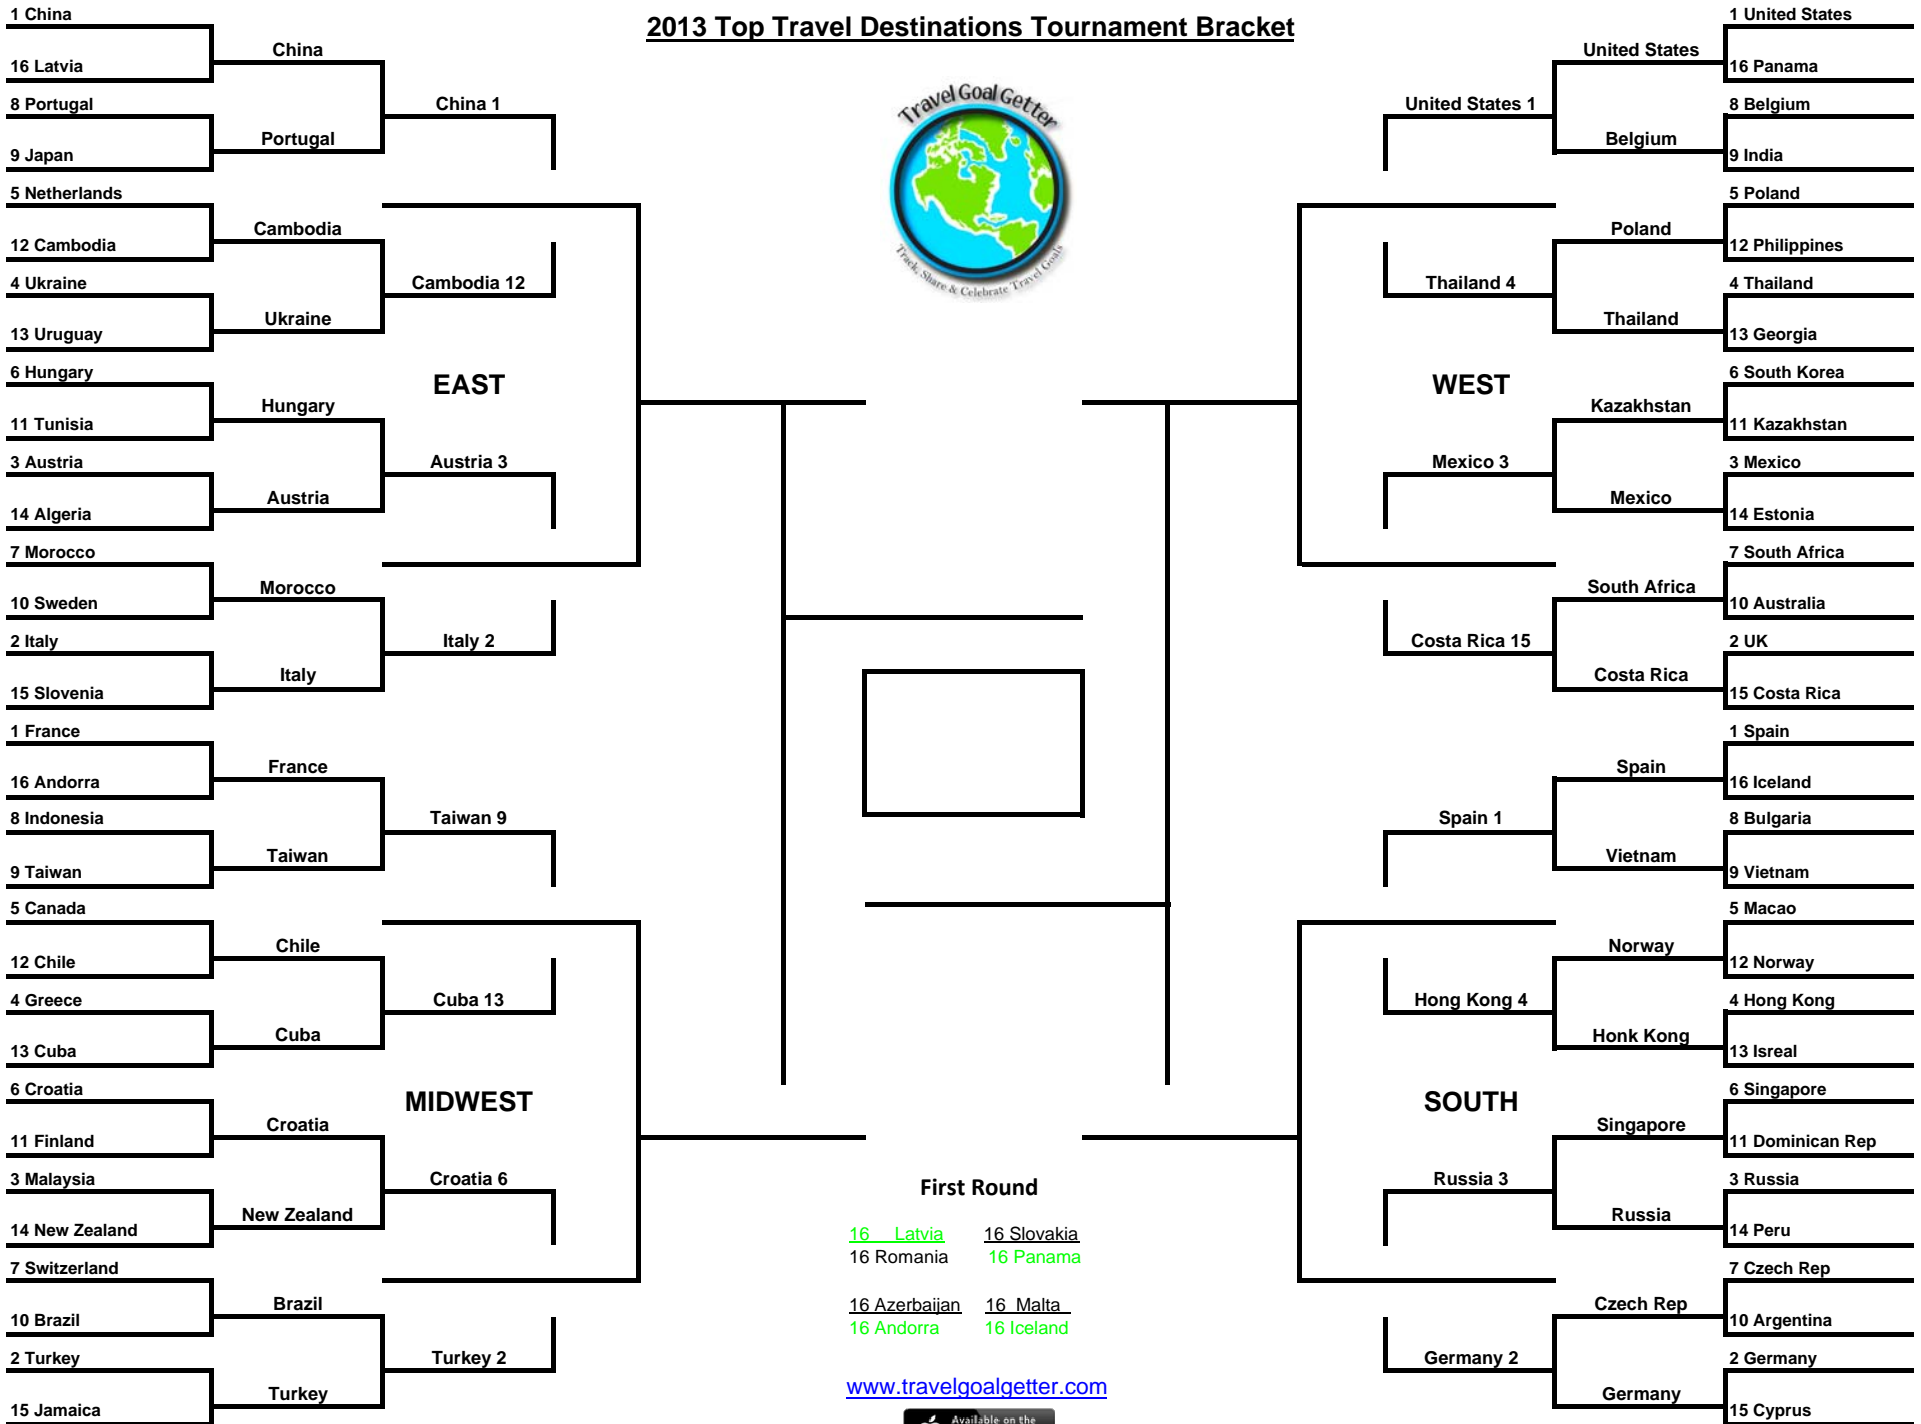 2013 Top Travel Destinations Tournament Bracket
Travel Goal Getter
Track, Share & Celebrate Travel Goals
1 China
16 Latvia
8 Portugal
9 Japan
5 Netherlands
12 Cambodia
4 Ukraine
13 Uruguay
6 Hungary
11 Tunisia
3 Austria
14 Algeria
7 Morocco
10 Sweden
2 Italy
15 Slovenia
China
Portugal
Cambodia
Ukraine
Hungary
Austria
Morocco
Italy
China 1
Cambodia 12
EAST
Austria 3
Italy 2
1 France
16 Andorra
8 Indonesia
9 Taiwan
5 Canada
12 Chile
4 Greece
13 Cuba
6 Croatia
11 Finland
3 Malaysia
14 New Zealand
7 Switzerland
10 Brazil
2 Turkey
15 Jamaica
France
Taiwan
Chile
Cuba
Croatia
New Zealand
Brazil
Turkey
Taiwan 9
Cuba 13
MIDWEST
Croatia 6
Turkey 2
United States 1
Thailand 4
WEST
Mexico 3
Costa Rica 15
United States
Belgium
Poland
Thailand
Kazakhstan
Mexico
South Africa
Costa Rica
1 United States
16 Panama
8 Belgium
9 India
5 Poland
12 Philippines
4 Thailand
13 Georgia
6 South Korea
11 Kazakhstan
3 Mexico
14 Estonia
7 South Africa
10 Australia
2 UK
15 Costa Rica
Spain 1
Hong Kong 4
SOUTH
Russia 3
Germany 2
Spain
Vietnam
Norway
Honk Kong
Singapore
Russia
Czech Rep
Germany
1 Spain
16 Iceland
8 Bulgaria
9 Vietnam
5 Macao
12 Norway
4 Hong Kong
13 Isreal
6 Singapore
11 Dominican Rep
3 Russia
14 Peru
7 Czech Rep
10 Argentina
2 Germany
15 Cyprus
First Round
16 Latvia 16 Slovakia
16 Romania 16 Panama
16 Azerbaijan 16 Malta
16 Andorra 16 Iceland
www.travelgoalgetter.com
Available on the